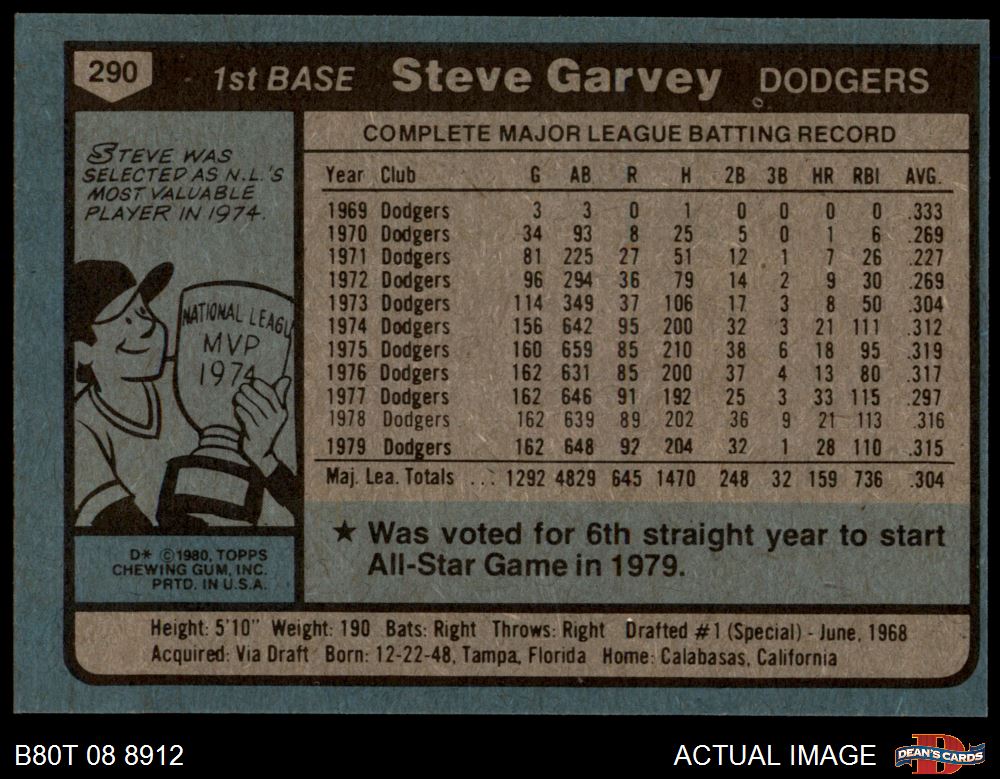 290 1st BASE Steve Garvey DODGERS
STEVE WAS
SELECTED AS N.L.'S
MOST VALUABLE
PLAYER IN 1974.
NATIONAL LEAGU
MVP
1974
D* ©1980, TOPPS
CHEWING GUM, INC.
PRTD. IN U.S.A.
COMPLETE MAJOR LEAGUE BATTING RECORD
Year Club G AB R H 2B 3B HR RBI AVG.
1969 Dodgers 3 3 0 1 0 0 0 0 .333
1970 Dodgers 34 93 8 25 5 0 1 6 .269
1971 Dodgers 81 225 27 51 12 1 7 26 .227
1972 Dodgers 96 294 36 79 14 2 9 30 .269
1973 Dodgers 114 349 37 106 17 3 8 50 .304
1974 Dodgers 156 642 95 200 32 3 21 111 .312
1975 Dodgers 160 659 85 210 38 6 18 95 .319
1976 Dodgers 162 631 85 200 37 4 13 80 .317
1977 Dodgers 162 646 91 192 25 3 33 115 .297
1978 Dodgers 162 639 89 202 36 9 21 113 .316
1979 Dodgers 162 648 92 204 32 1 28 110 .315
Maj. Lea. Totals ... 1292 4829 645 1470 248 32 159 736 .304
★ Was voted for 6th straight year to start
All-Star Game in 1979.
Height: 5'10" Weight: 190 Bats: Right Throws: Right Drafted #1 (Special) - June, 1968
Acquired: Via Draft Born: 12-22-48, Tampa, Florida Home: Calabasas, California
B80T 08 8912 ACTUAL IMAGE DEAN'S CARDS